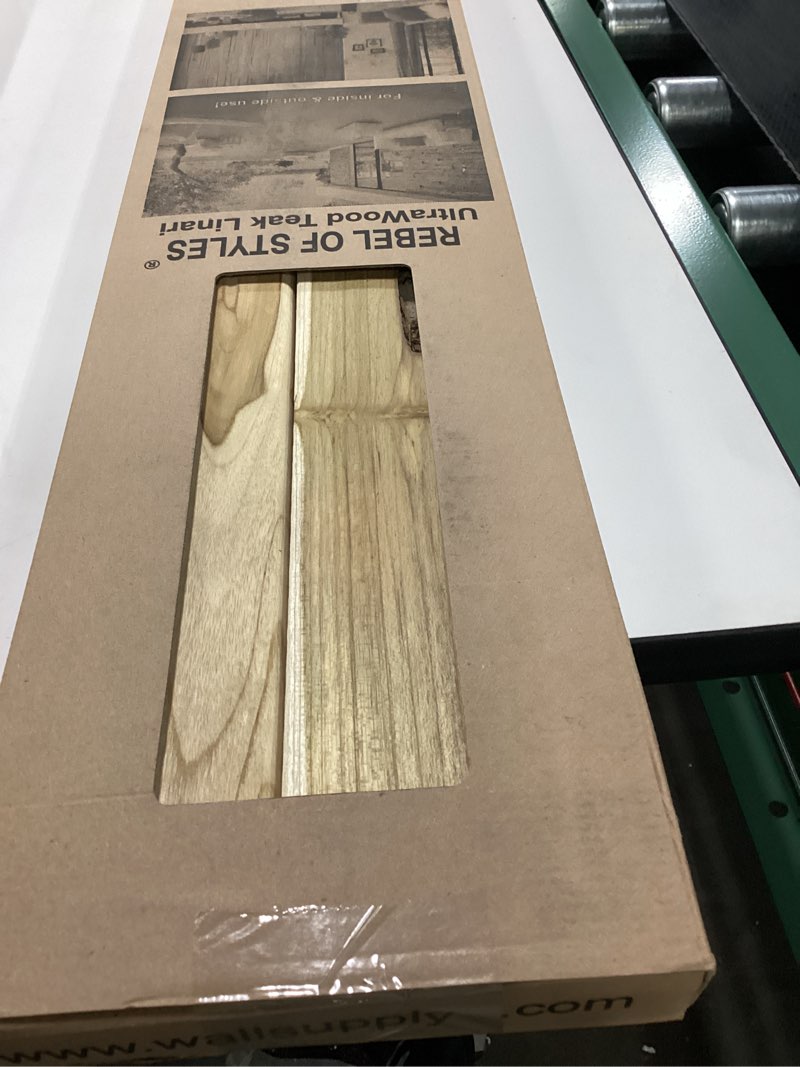 REBEL OF STYLES®
UltraWood Teak Linari
For inside & outside use!
www.wallsupply.com